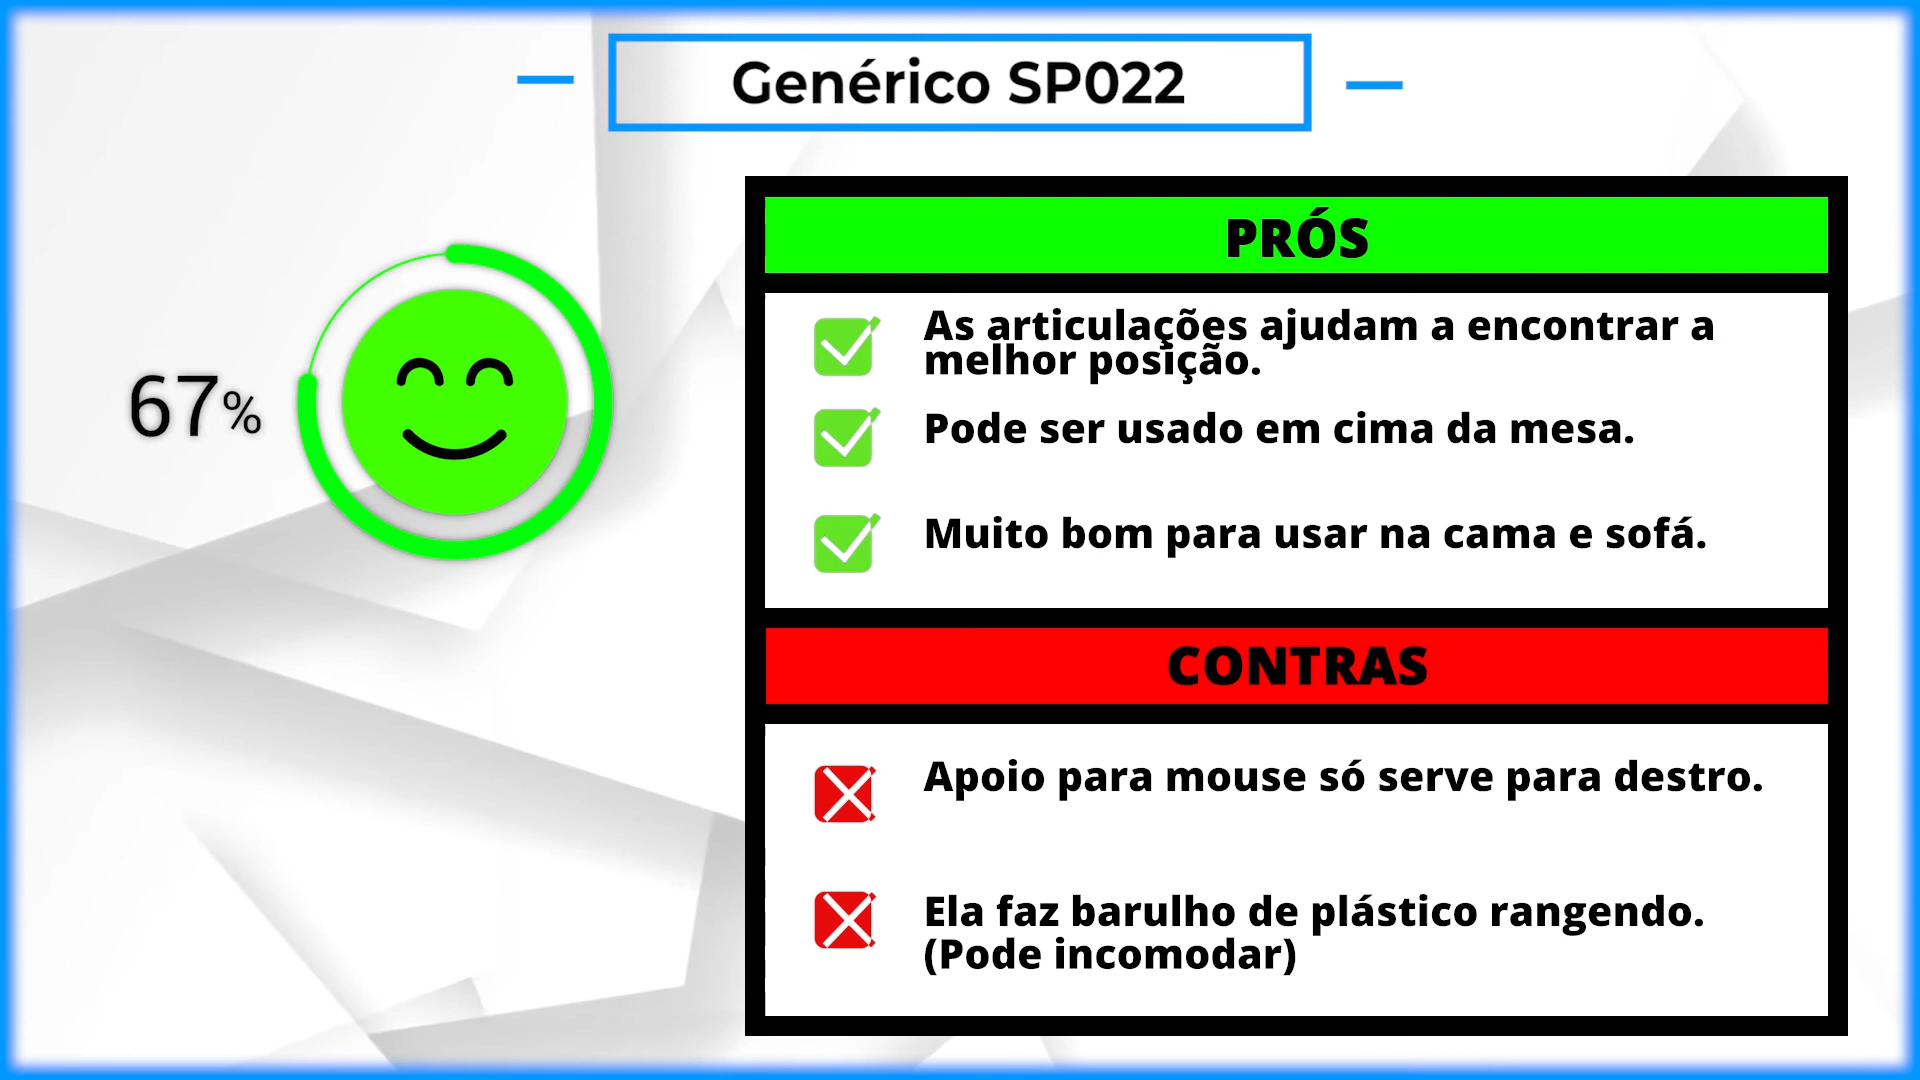 Genérico SP022
67%
PRÓS
As articulações ajudam a encontrar a
melhor posição.
Pode ser usado em cima da mesa.
Muito bom para usar na cama e sofá.
CONTRAS
Apoio para mouse só serve para destro.
Ela faz barulho de plástico rangendo.
(Pode incomodar)